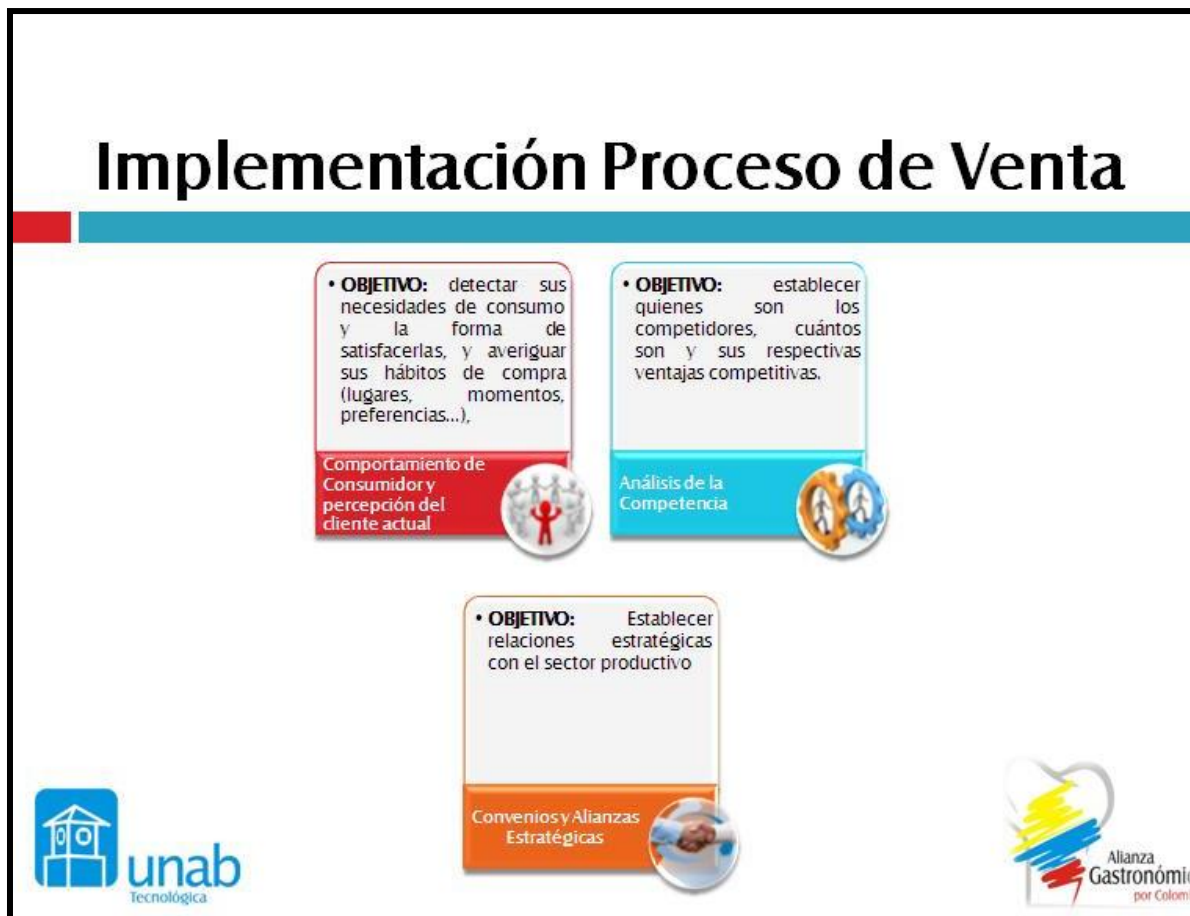 Implementación Proceso de Venta
• OBJETIVO: detectar sus
necesidades de consumo
y la forma de
satisfacerlas, y averiguar
sus hábitos de compra
(lugares, momentos,
preferencias...),
Comportamiento de
Consumidor y
percepción del
cliente actual
• OBJETIVO: establecer
quienes son los
competidores, cuántos
son y sus respectivas
ventajas competitivas.
Análisis de la
Competencia
• OBJETIVO: Establecer
relaciones estratégicas
con el sector productivo
Convenios y Alianzas
Estratégicas
unab
Tecnológica
Alianza
Gastronómic
por Colom